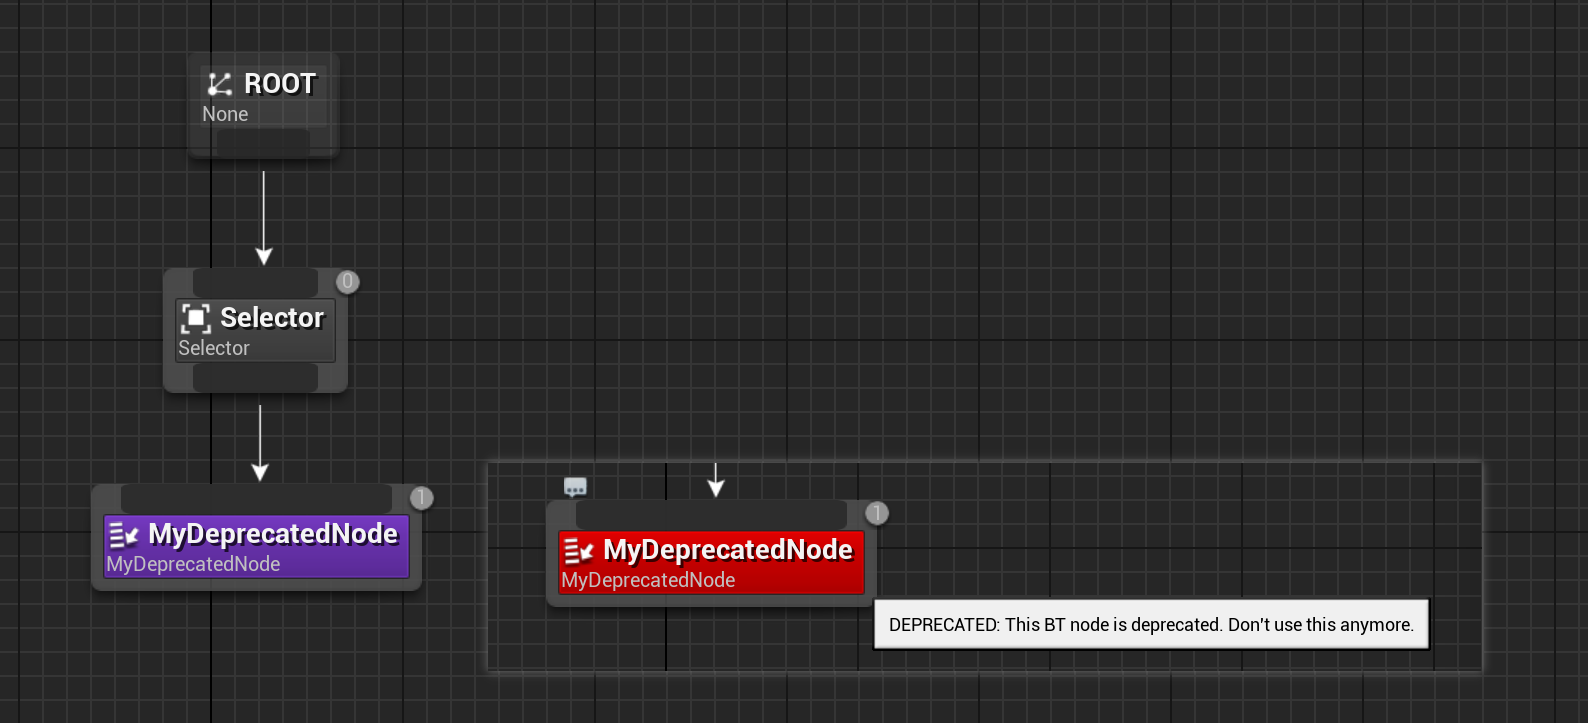 ROOT
None
0
Selector
Selector
1
MyDeprecatedNode
MyDeprecatedNode
1
MyDeprecatedNode
MyDeprecatedNode
DEPRECATED: This BT node is deprecated. Don't use this anymore.